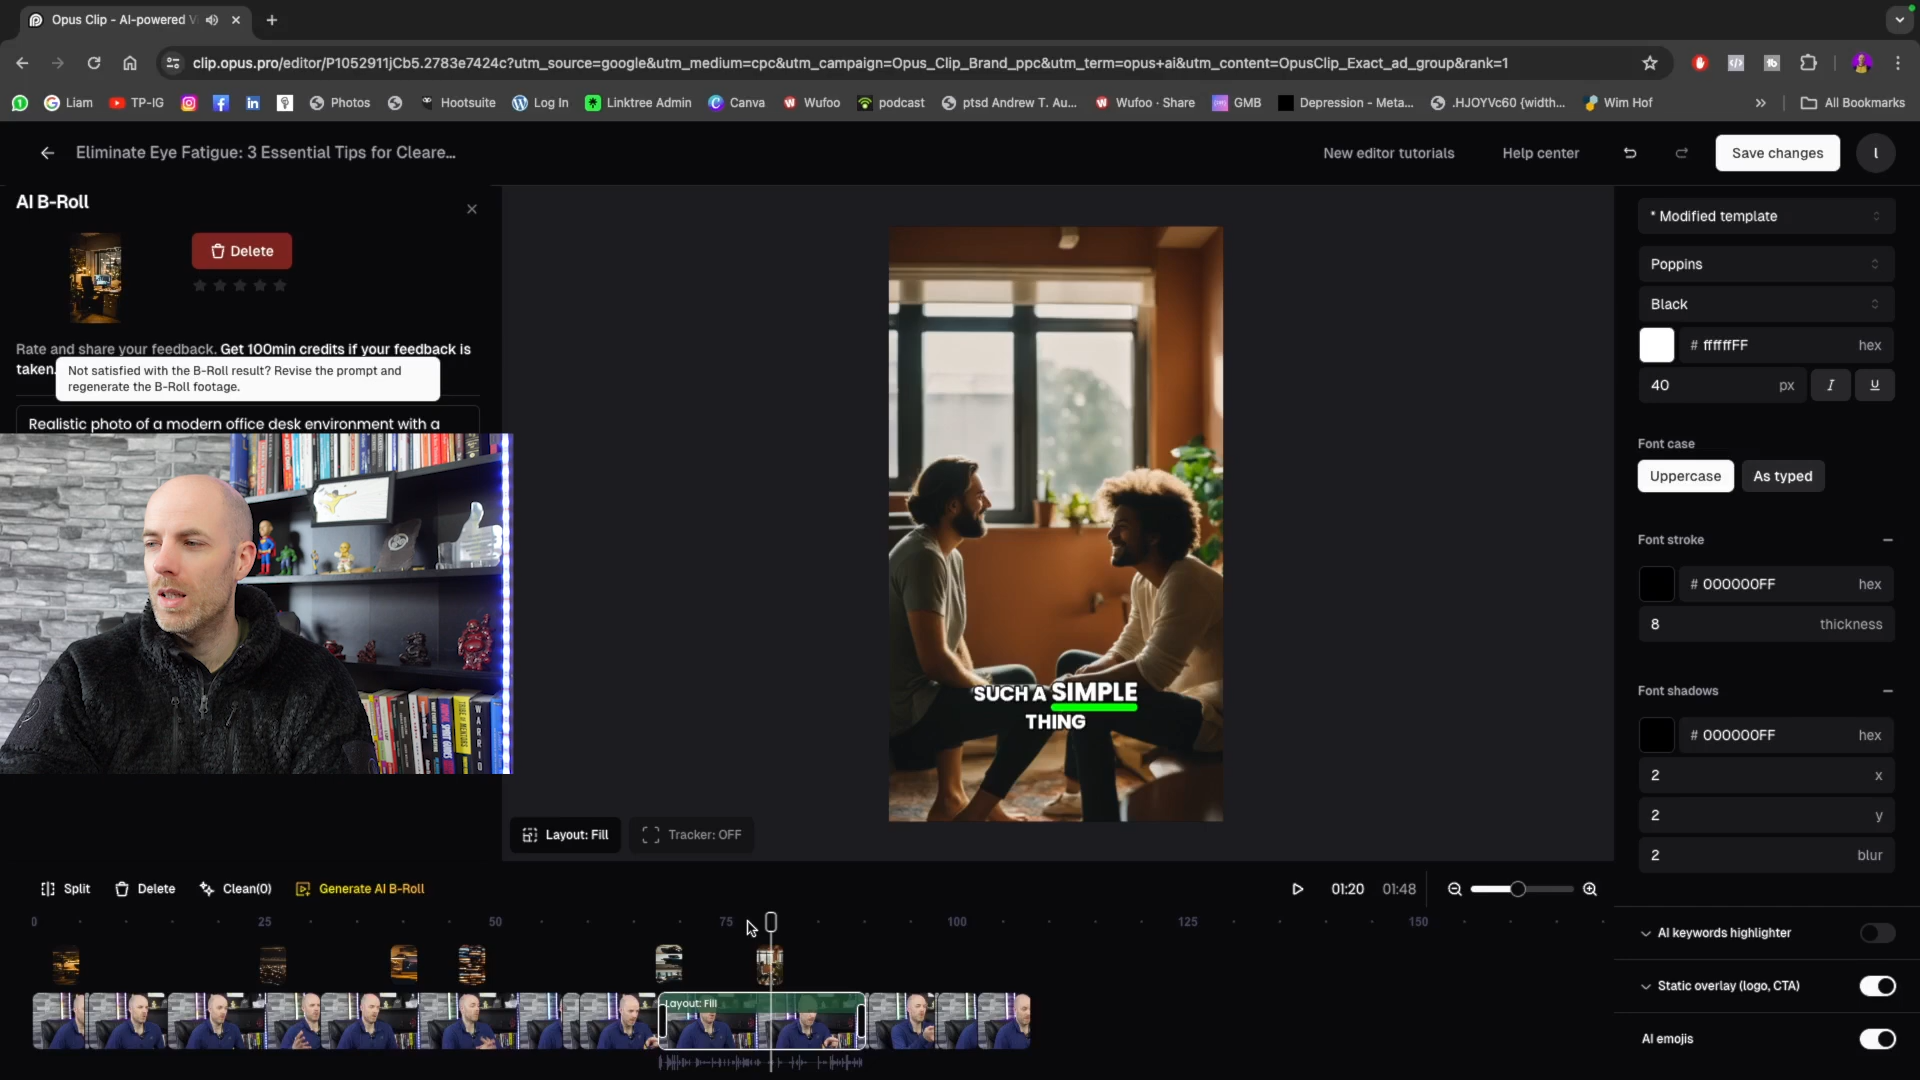 Opus Clip - AI-powered V
clip.opus.pro/editor/P1052911jCb5.2783e7424c?utm_source=google&utm_medium=cpc&utm_campaign=Opus_Clip_Brand_ppc&utm_term=opus+ai&utm_content=OpusClip_Exact_ad_group&rank=1
Liam TP-IG Photos Hootsuite Log In Linktree Admin Canva Wufoo podcast ptsd Andrew T. Au... Wufoo · Share GMB Depression - Meta... .HJOYVc60 {width... Wim Hof » All Bookmarks
Eliminate Eye Fatigue: 3 Essential Tips for Cleare...
New editor tutorials Help center Save changes
AI B-Roll
Delete
Rate and share your feedback. Get 100min credits if your feedback is
taken.
Not satisfied with the B-Roll result? Revise the prompt and
regenerate the B-Roll footage.
Realistic photo of a modern office desk environment with a
WARRIO
SUCH A SIMPLE
THING
Layout: Fill Tracker: OFF
* Modified template
Poppins
Black
# ffffffFF hex
40 px I U
Font case
Uppercase As typed
Font stroke
# 000000FF hex
8 thickness
Font shadows
# 000000FF hex
2 x
2 y
2 blur
AI keywords highlighter
Static overlay (logo, CTA)
AI emojis
Split Delete Clean(0) Generate AI B-Roll
01:20 01:48
0 25 50 75 100 125 150
Layout: Fill